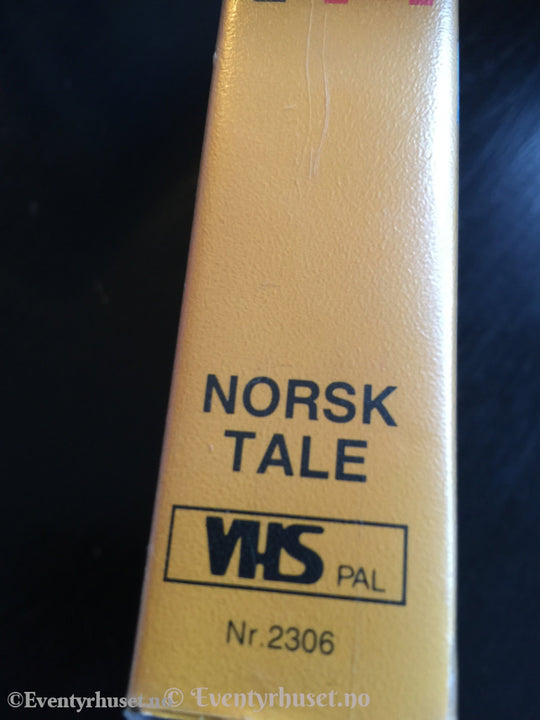 NORSK
TALE
VHS PAL
Nr.2306
©Eventyrhuset.no © Eventyrhuset.no